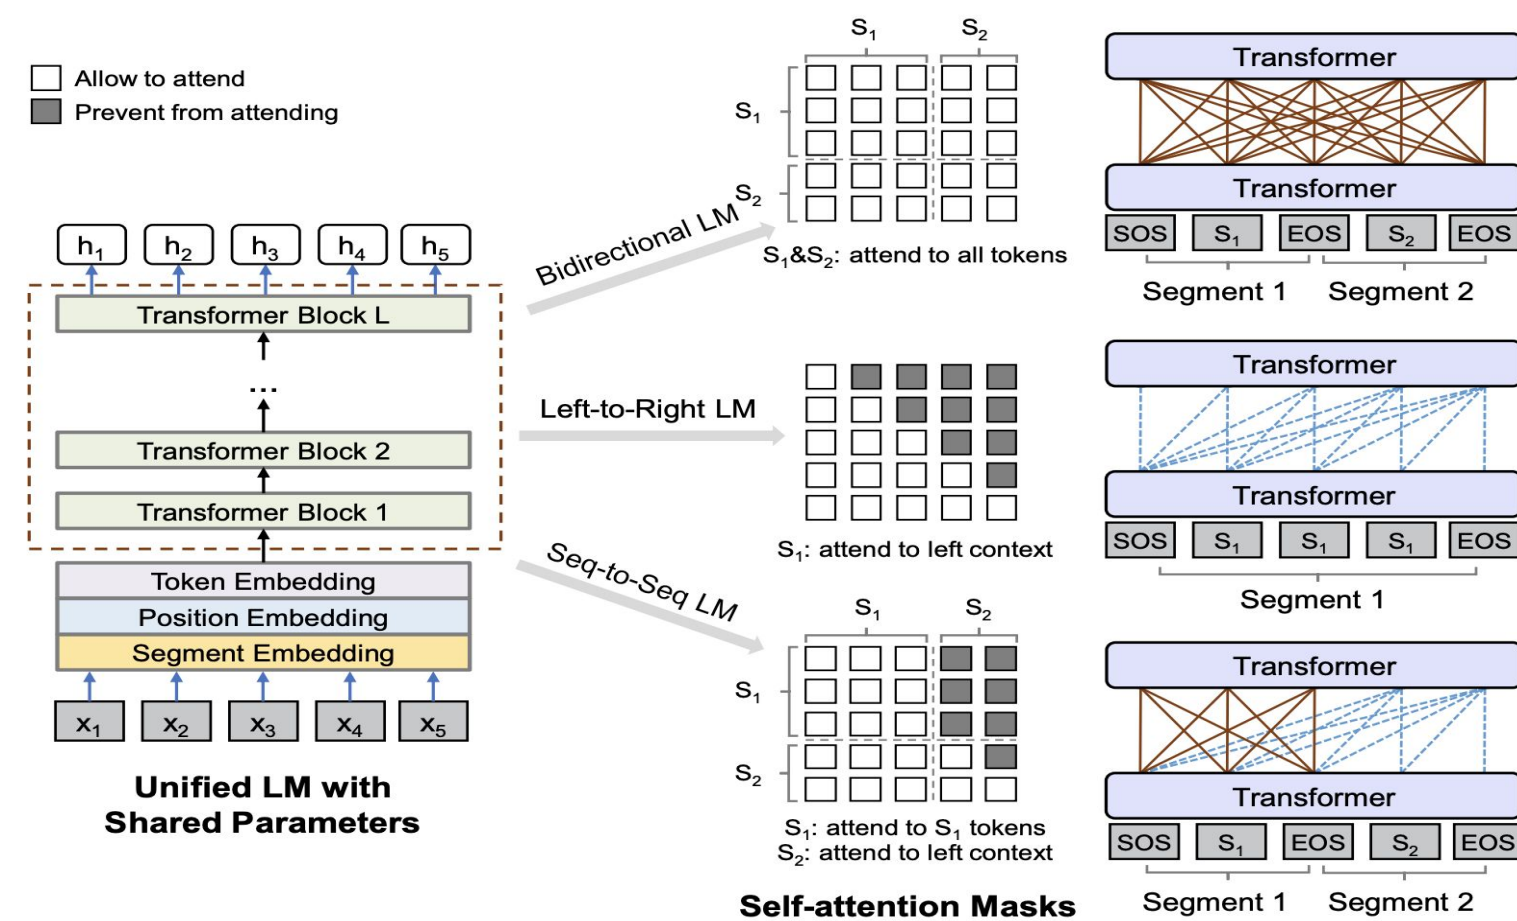 Allow to attend
Prevent from attending
h1 h2 h3 h4 h5
Transformer Block L
...
Transformer Block 2
Transformer Block 1
Token Embedding
Position Embedding
Segment Embedding
x1 x2 x3 x4 x5
Unified LM with
Shared Parameters
Bidirectional LM
Left-to-Right LM
Seq-to-Seq LM
S1 S2
S1
S2
S1&S2: attend to all tokens
S1: attend to left context
S1 S2
S1
S2
S1: attend to S1 tokens
S2: attend to left context
Self-attention Masks
Transformer
Transformer
SOS S1 EOS S2 EOS
Segment 1 Segment 2
Transformer
Transformer
SOS S1 S1 S1 EOS
Segment 1
Transformer
Transformer
SOS S1 EOS S2 EOS
Segment 1 Segment 2